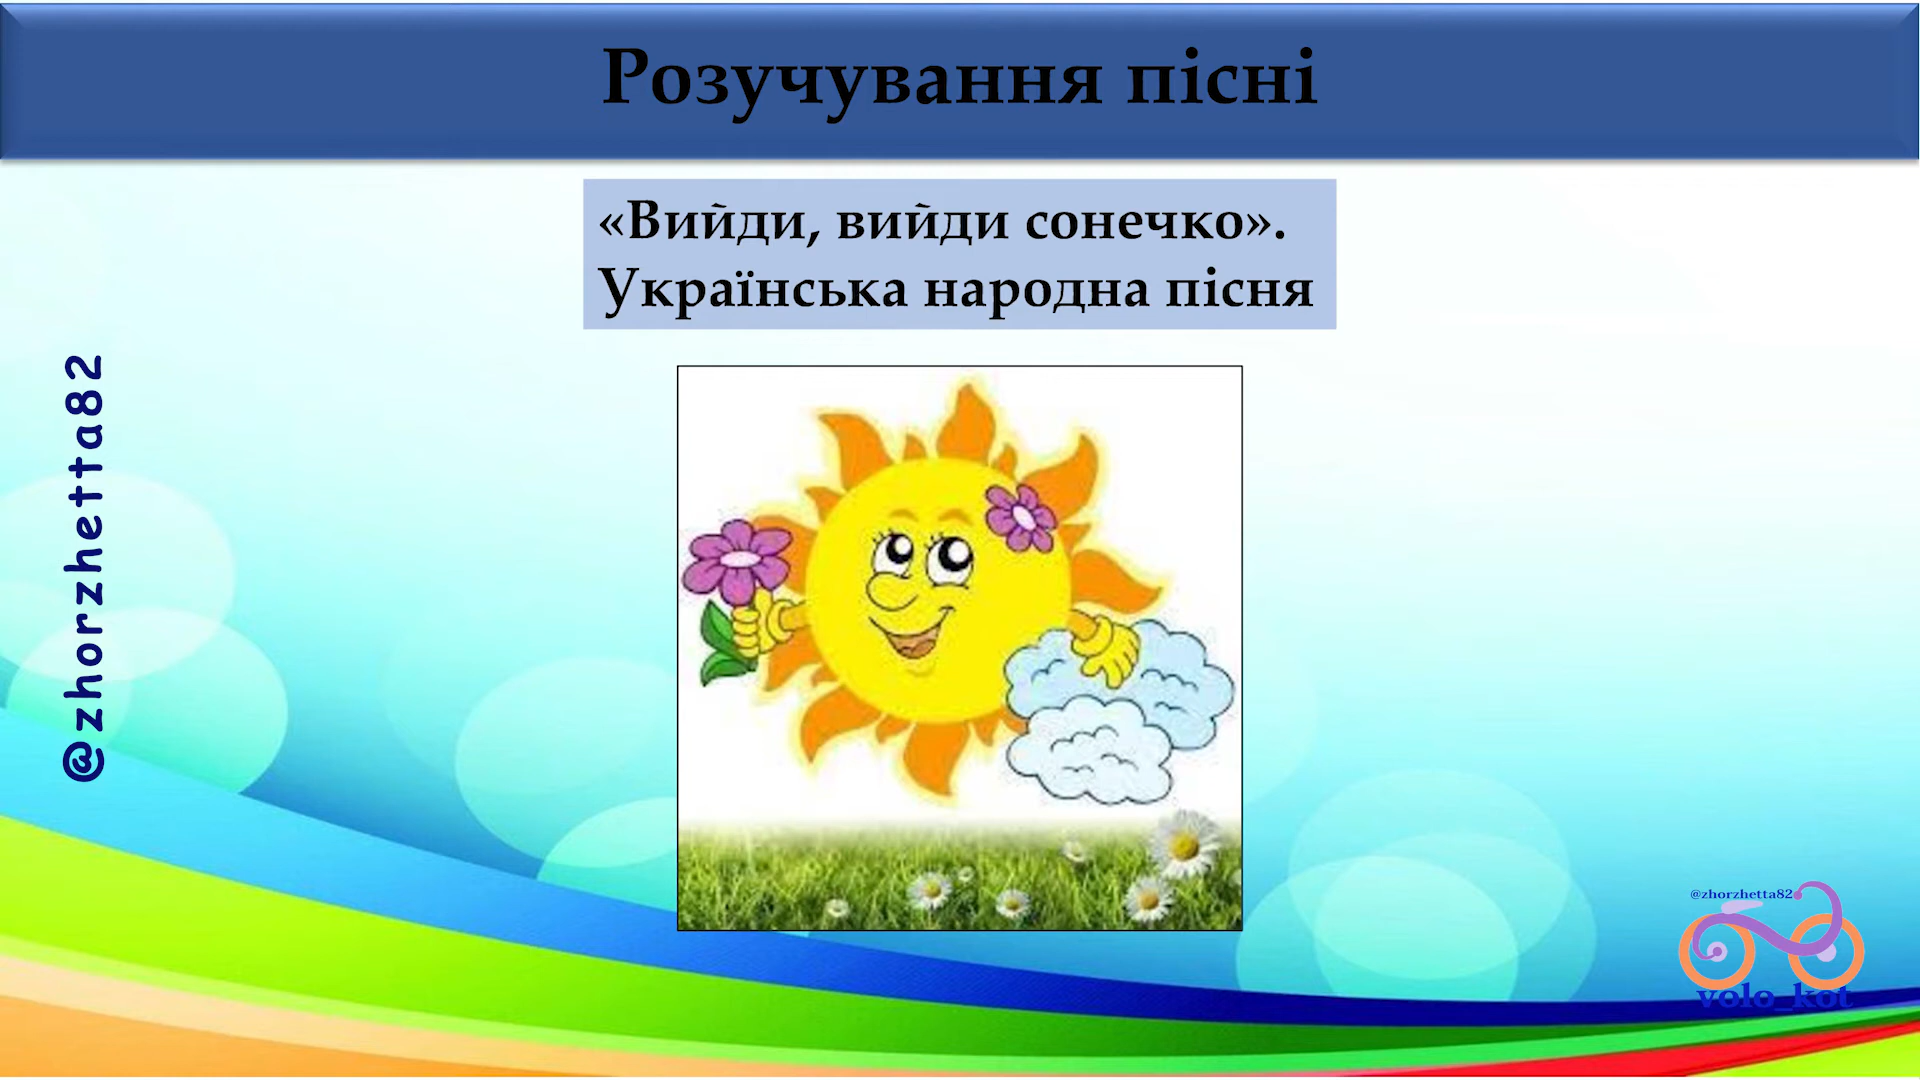 Розучування пісні
«Вийди, вийди сонечко».
Українська народна пісня
@zhorzhetta82
@zhorzhetta82
volo_kot